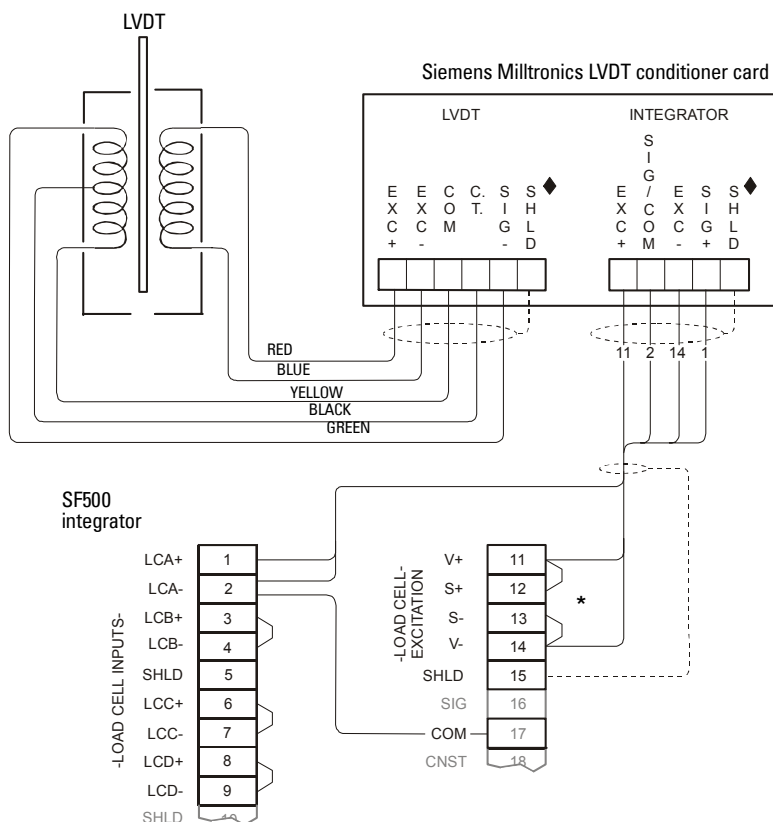 LVDT
Siemens Milltronics LVDT conditioner card
LVDT
INTEGRATOR
EXC+
EXC-
COM
C.T.
SIG-
SHLD
EXC+
SIG/COM
EXC-
SIG+
SHLD
11 2 14 1
RED
BLUE
YELLOW
BLACK
GREEN
SF500
integrator
-LOAD CELL INPUTS-
LCA+ 1
LCA- 2
LCB+ 3
LCB- 4
SHLD 5
LCC+ 6
LCC- 7
LCD+ 8
LCD- 9
SHLD 10
-LOAD CELL-
EXCITATION
V+ 11
S+ 12
*
S- 13
V- 14
SHLD 15
SIG 16
COM 17
CNST 18